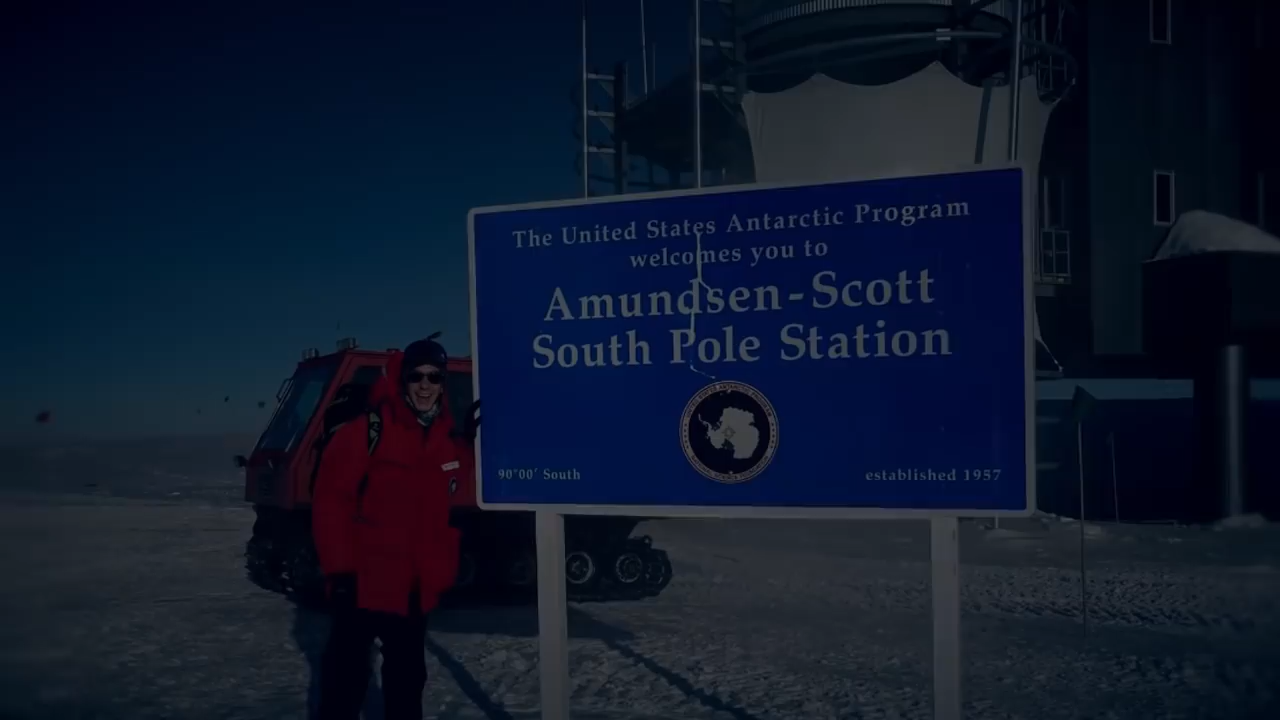 The United States Antarctic Program
welcomes you to
Amundsen-Scott
South Pole Station
90°00' South
established 1957